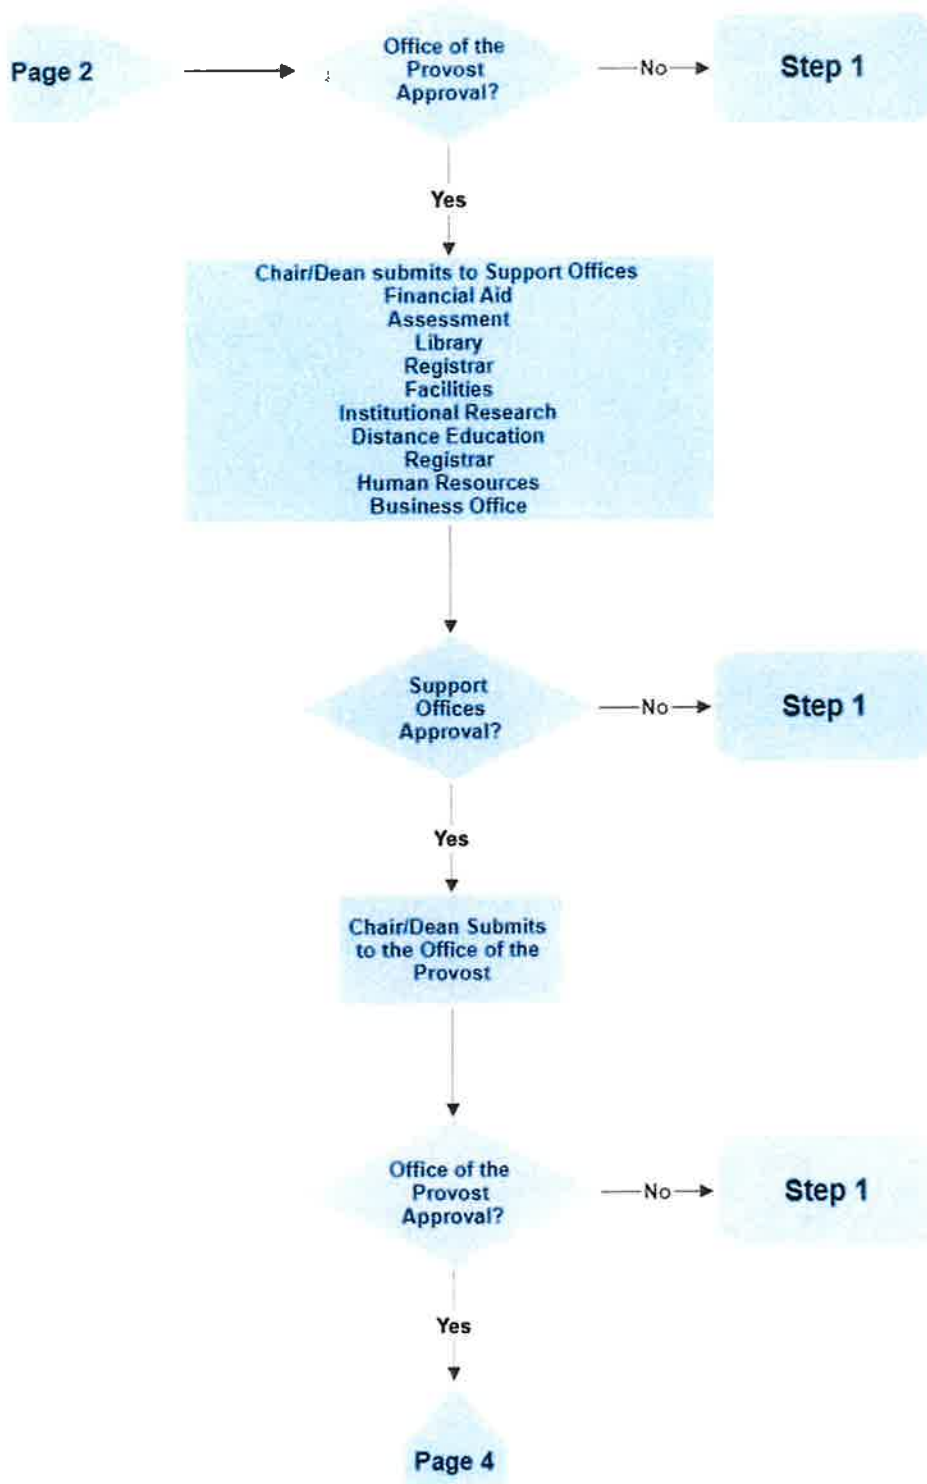 Page 2
Office of the
Provost
Approval?
No
Step 1
Yes
Chair/Dean submits to Support Offices
Financial Aid
Assessment
Library
Registrar
Facilities
Institutional Research
Distance Education
Registrar
Human Resources
Business Office
Support
Offices
Approval?
No
Step 1
Yes
Chair/Dean Submits
to the Office of the
Provost
Office of the
Provost
Approval?
No
Step 1
Yes
Page 4